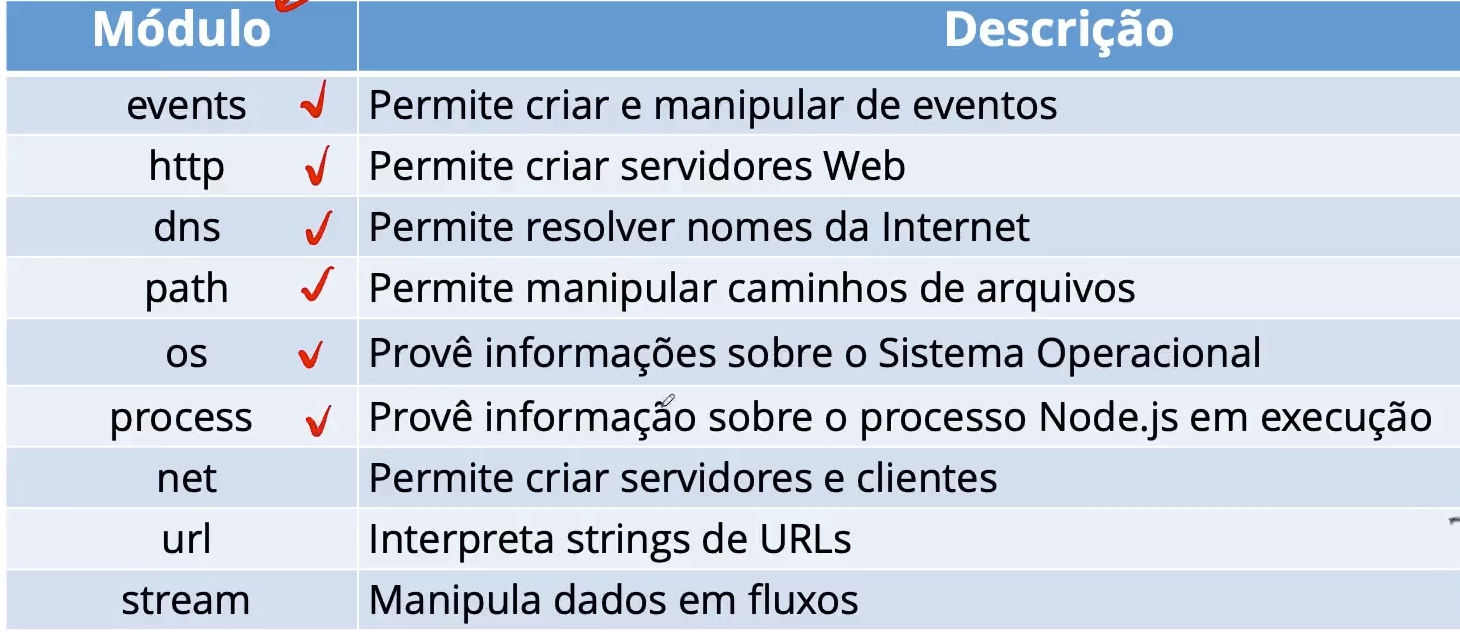 Módulo Descrição
events Permite criar e manipular de eventos
http Permite criar servidores Web
dns Permite resolver nomes da Internet
path Permite manipular caminhos de arquivos
os Provê informações sobre o Sistema Operacional
process Provê informação sobre o processo Node.js em execução
net Permite criar servidores e clientes
url Interpreta strings de URLs
stream Manipula dados em fluxos